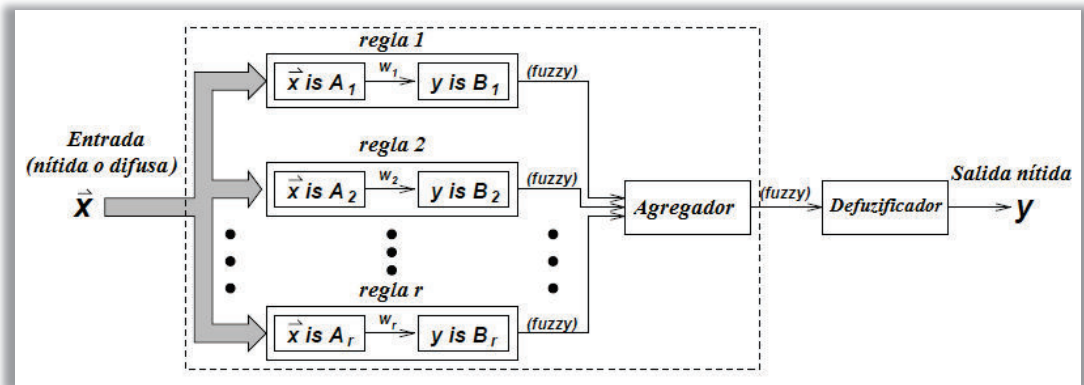 regla 1
x⃗ is A₁ w₁ y is B₁ (fuzzy)
Entrada
(nítida o difusa)
x⃗
regla 2
x⃗ is A₂ w₂ y is B₂ (fuzzy)
Agregador
(fuzzy)
Defuzificador
Salida nítida
y
regla r
x⃗ is Aᵣ wᵣ y is Bᵣ (fuzzy)